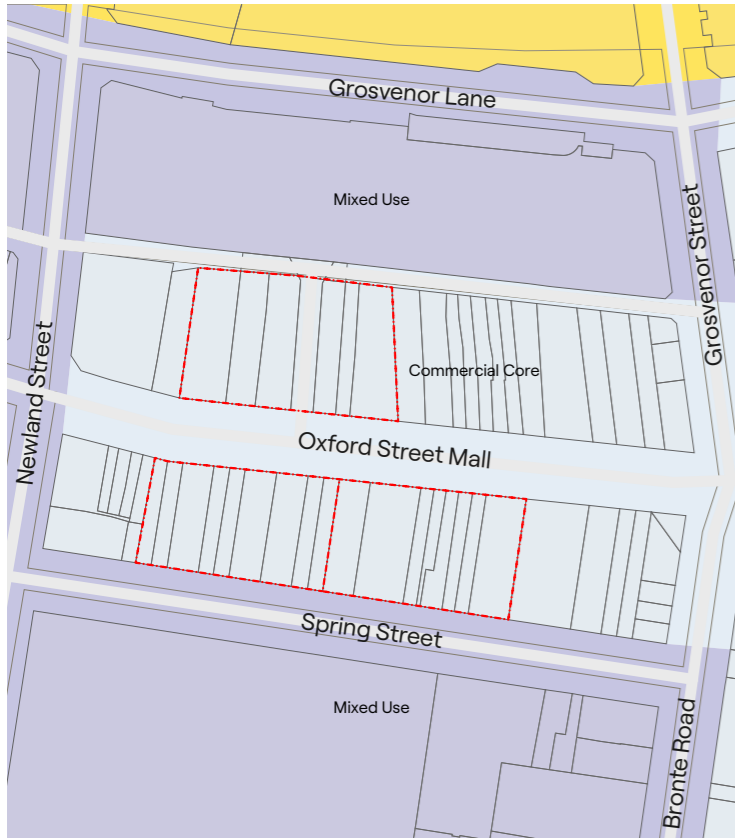 Grosvenor Lane
Mixed Use
Grosvenor Street
Newland Street
Commercial Core
Oxford Street Mall
Spring Street
Mixed Use
Bronte Road